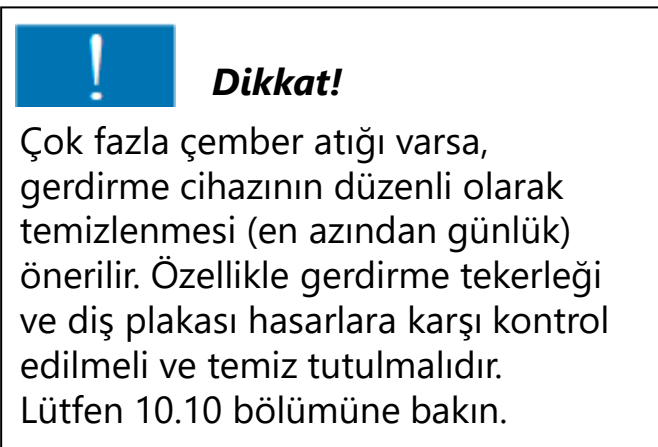 Dikkat!
Çok fazla çember atığı varsa,
gerdirme cihazının düzenli olarak
temizlenmesi (en azından günlük)
önerilir. Özellikle gerdirme tekerleği
ve diş plakası hasarlara karşı kontrol
edilmeli ve temiz tutulmalıdır.
Lütfen 10.10 bölümüne bakın.